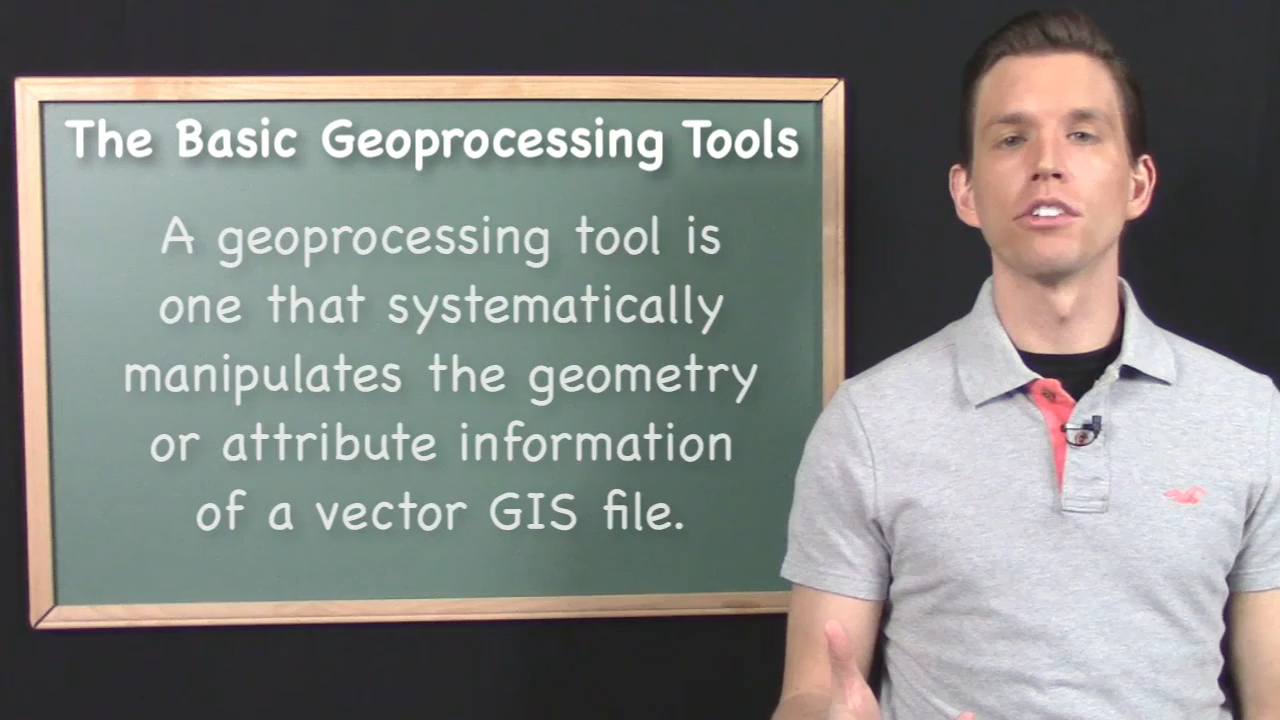 The Basic Geoprocessing Tools
A geoprocessing tool is
one that systematically
manipulates the geometry
or attribute information
of a vector GIS file.